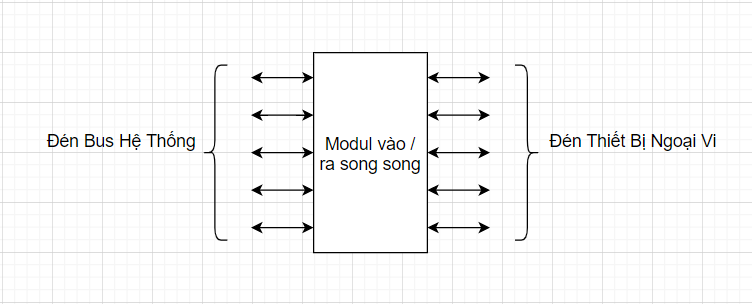 Đén Bus Hệ Thống
Modul vào /
ra song song
Đén Thiết Bị Ngoại Vi